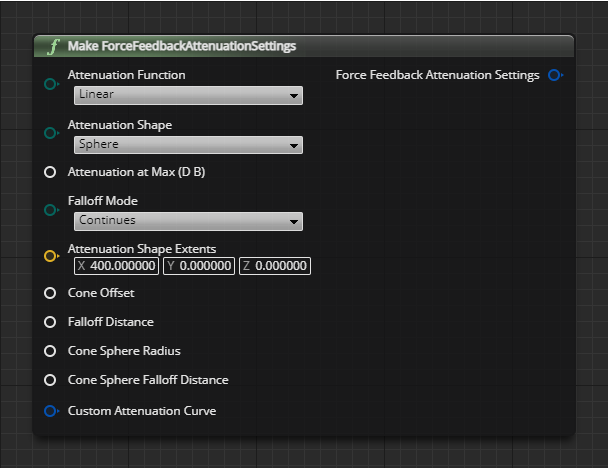 f Make ForceFeedbackAttenuationSettings
Attenuation Function
Force Feedback Attenuation Settings
Linear
Attenuation Shape
Sphere
Attenuation at Max (D B)
Falloff Mode
Continues
Attenuation Shape Extents
X 400.000000 Y 0.000000 Z 0.000000
Cone Offset
Falloff Distance
Cone Sphere Radius
Cone Sphere Falloff Distance
Custom Attenuation Curve